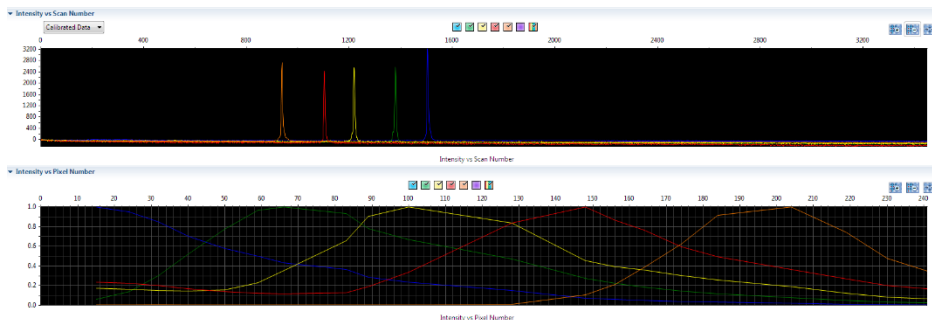 Intensity vs Scan Number
Calibrated Data
0 400 800 1200 1600 2000 2400 2800 3200
3200
2800
2400
2000
1600
1200
800
400
0
Intensity vs Scan Number
Intensity vs Pixel Number
0 10 20 30 40 50 60 70 80 90 100 110 120 130 140 150 160 170 180 190 200 210 220 230 240
1.0
0.8
0.6
0.4
0.2
0.0
Intensity vs Pixel Number